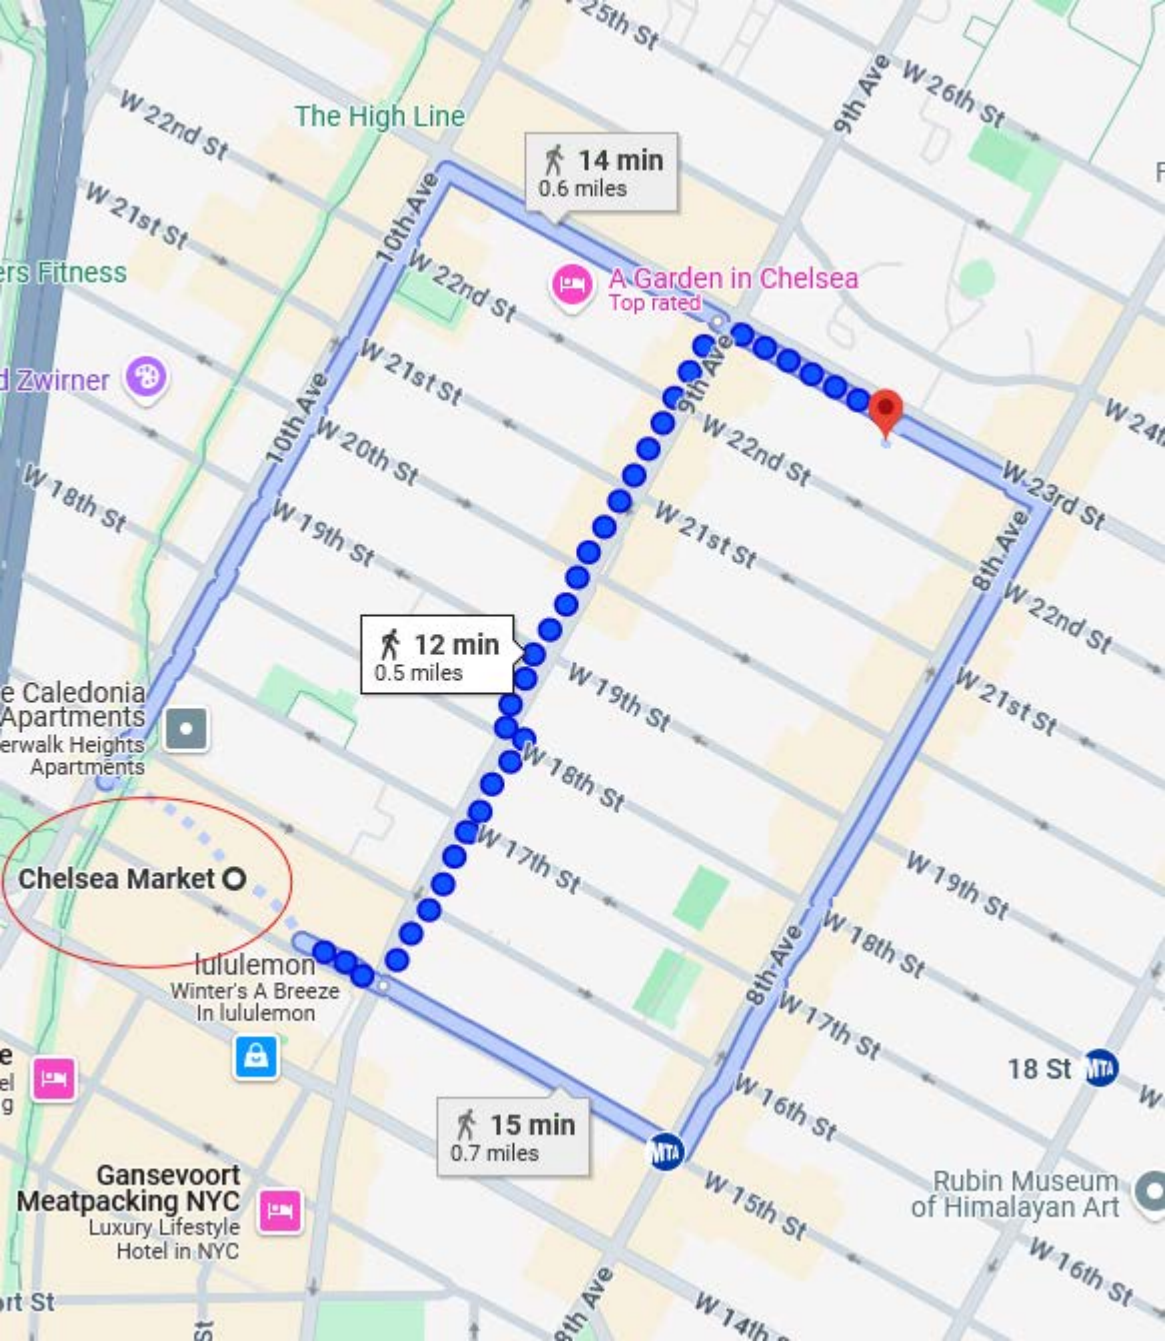 25th St
W 26th St
9th Ave
W 22nd St
The High Line
14 min
0.6 miles
W 21st St
10th Ave
A Garden in Chelsea
Top rated
ers Fitness
W 22nd St
d Zwirner
W 21st St
9th Ave
10th Ave
W 24th
W 20th St
W 22nd St
W 23rd St
W 18th St
W 19th St
W 21st St
8th Ave
W 22nd St
12 min
0.5 miles
W 19th St
W 21st St
e Caledonia
Apartments
erwalk Heights
Apartments
W 18th St
W 17th St
Chelsea Market
W 19th St
W 18th St
8th Ave
lululemon
Winter's A Breeze
In lululemon
W 17th St
18 St
MTA
W
e
el
g
W 16th St
15 min
0.7 miles
MTA
Gansevoort
Meatpacking NYC
Luxury Lifestyle
Hotel in NYC
W 15th St
Rubin Museum
of Himalayan Art
W 16th St
rt St
St
8th Ave
W 14th